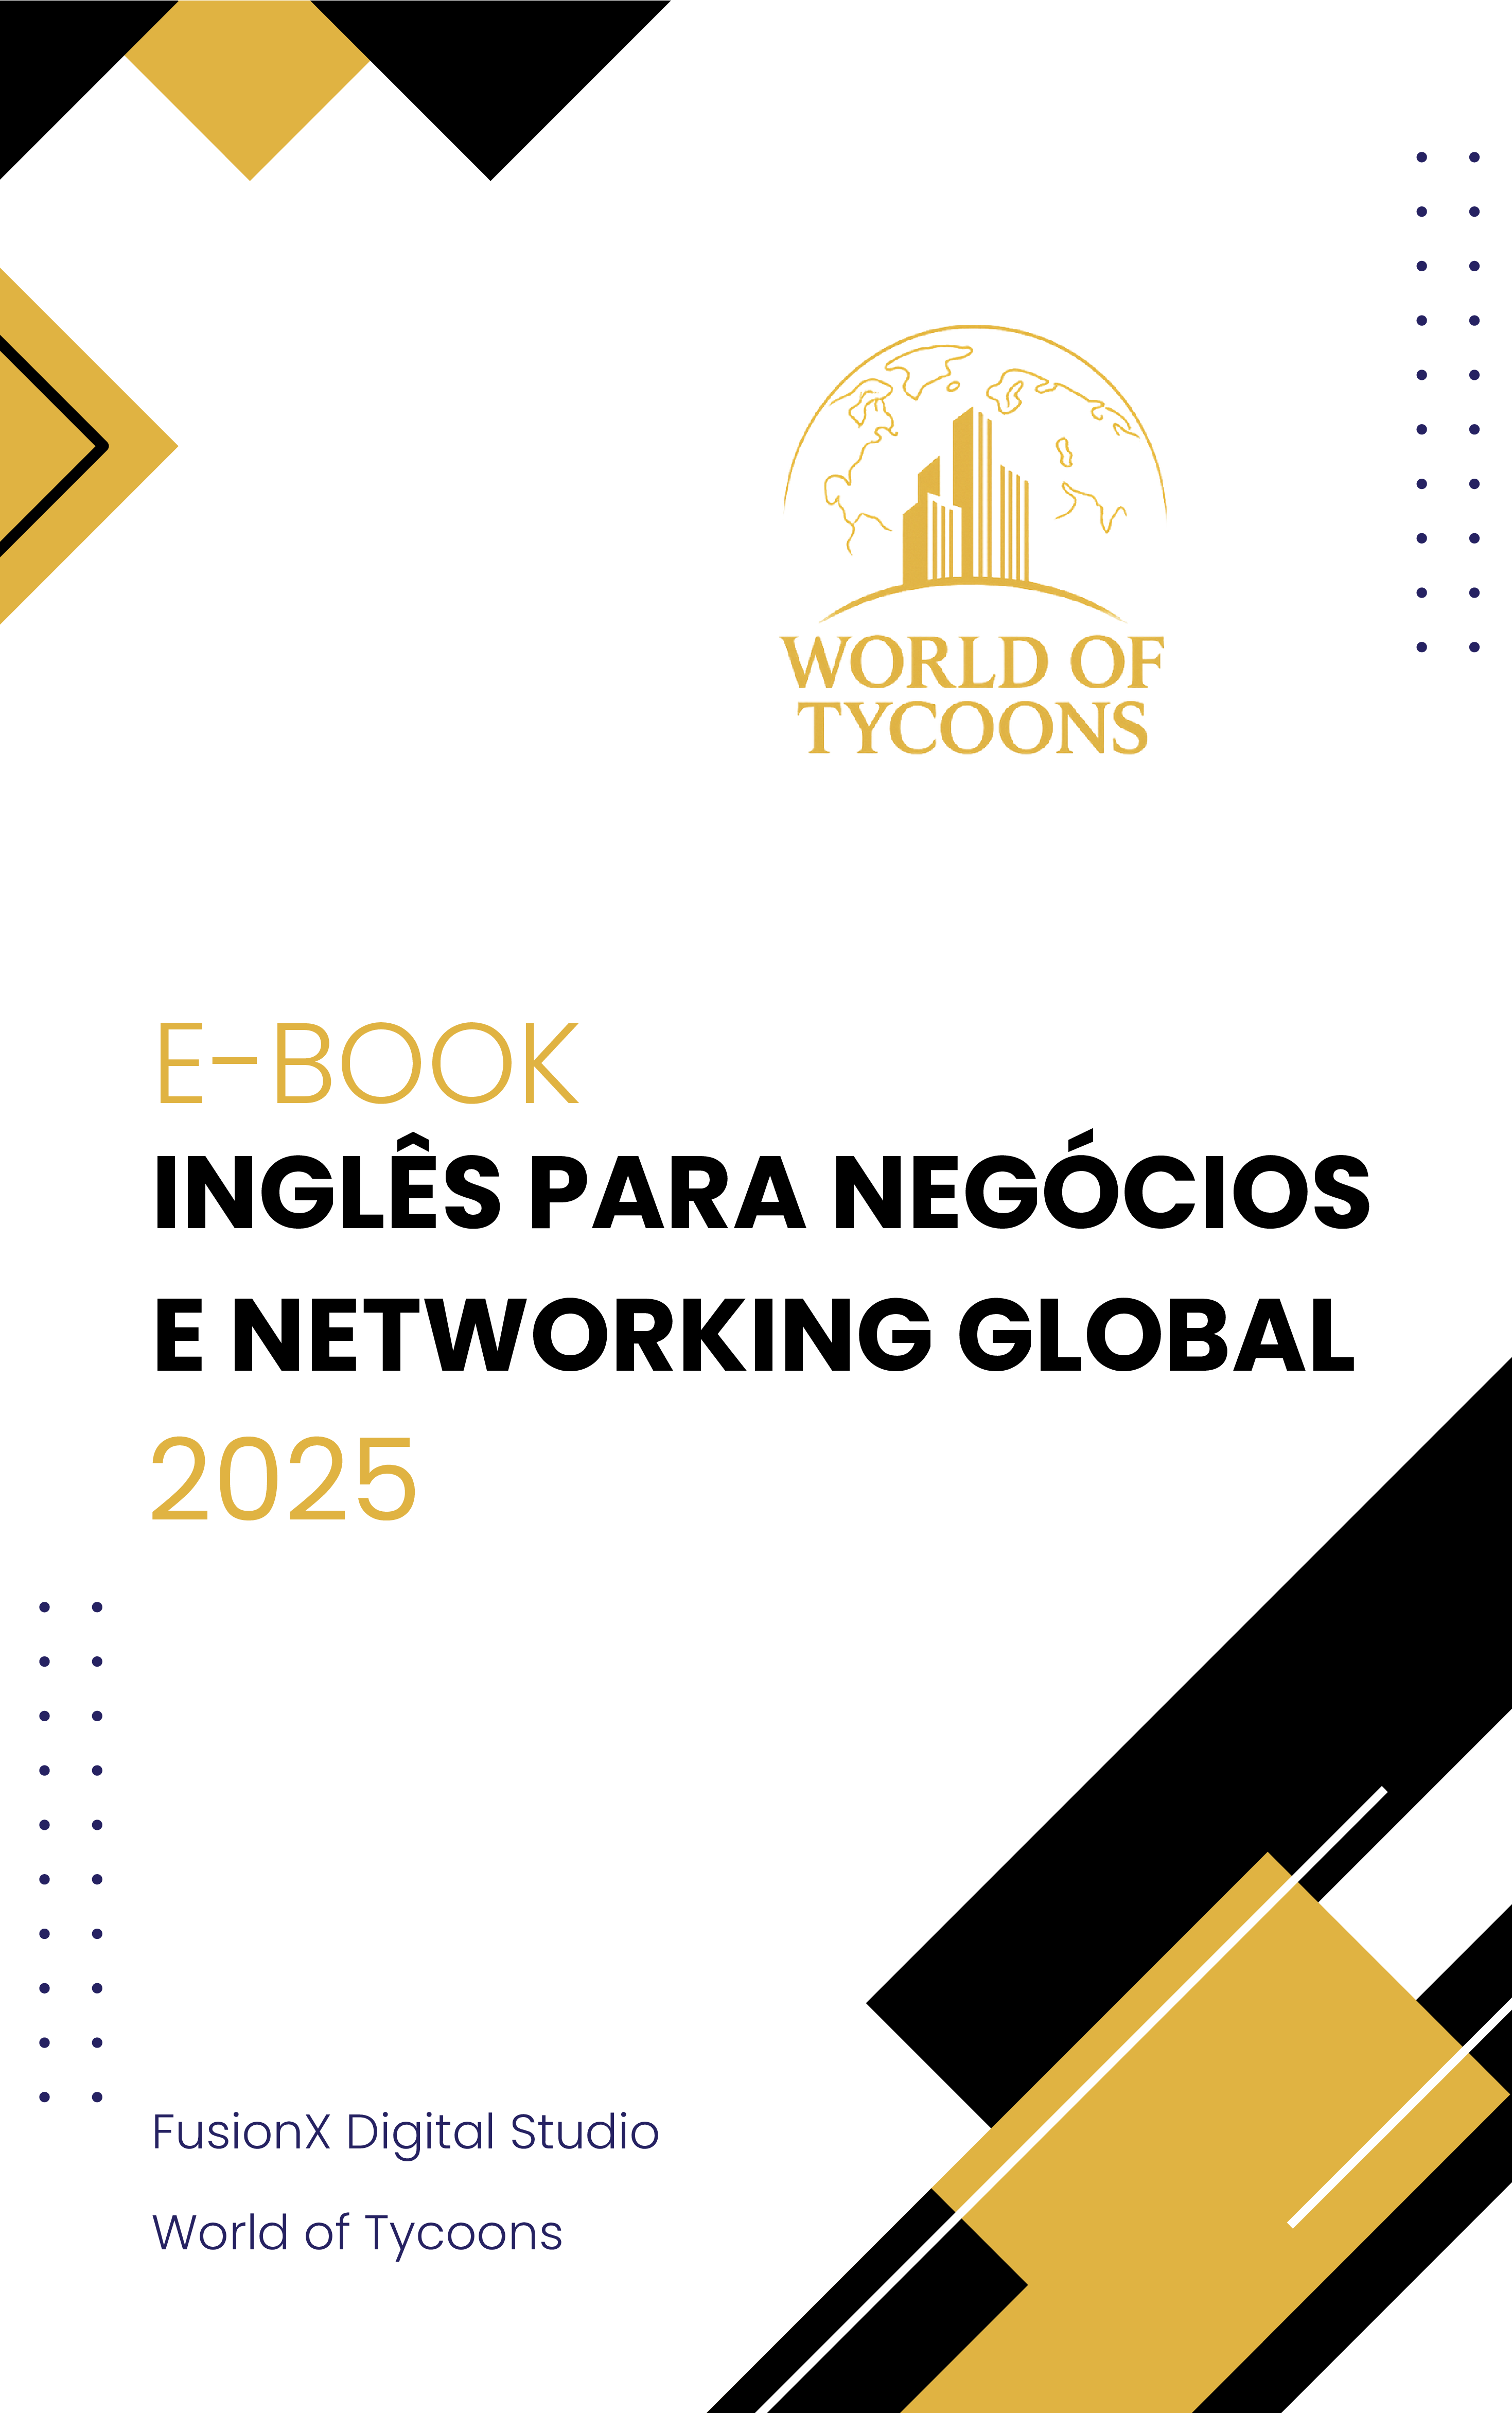 WORLD OF
TYCOONS
E-BOOK
INGLÊS PARA NEGÓCIOS
E NETWORKING GLOBAL
2025
FusionX Digital Studio
World of Tycoons